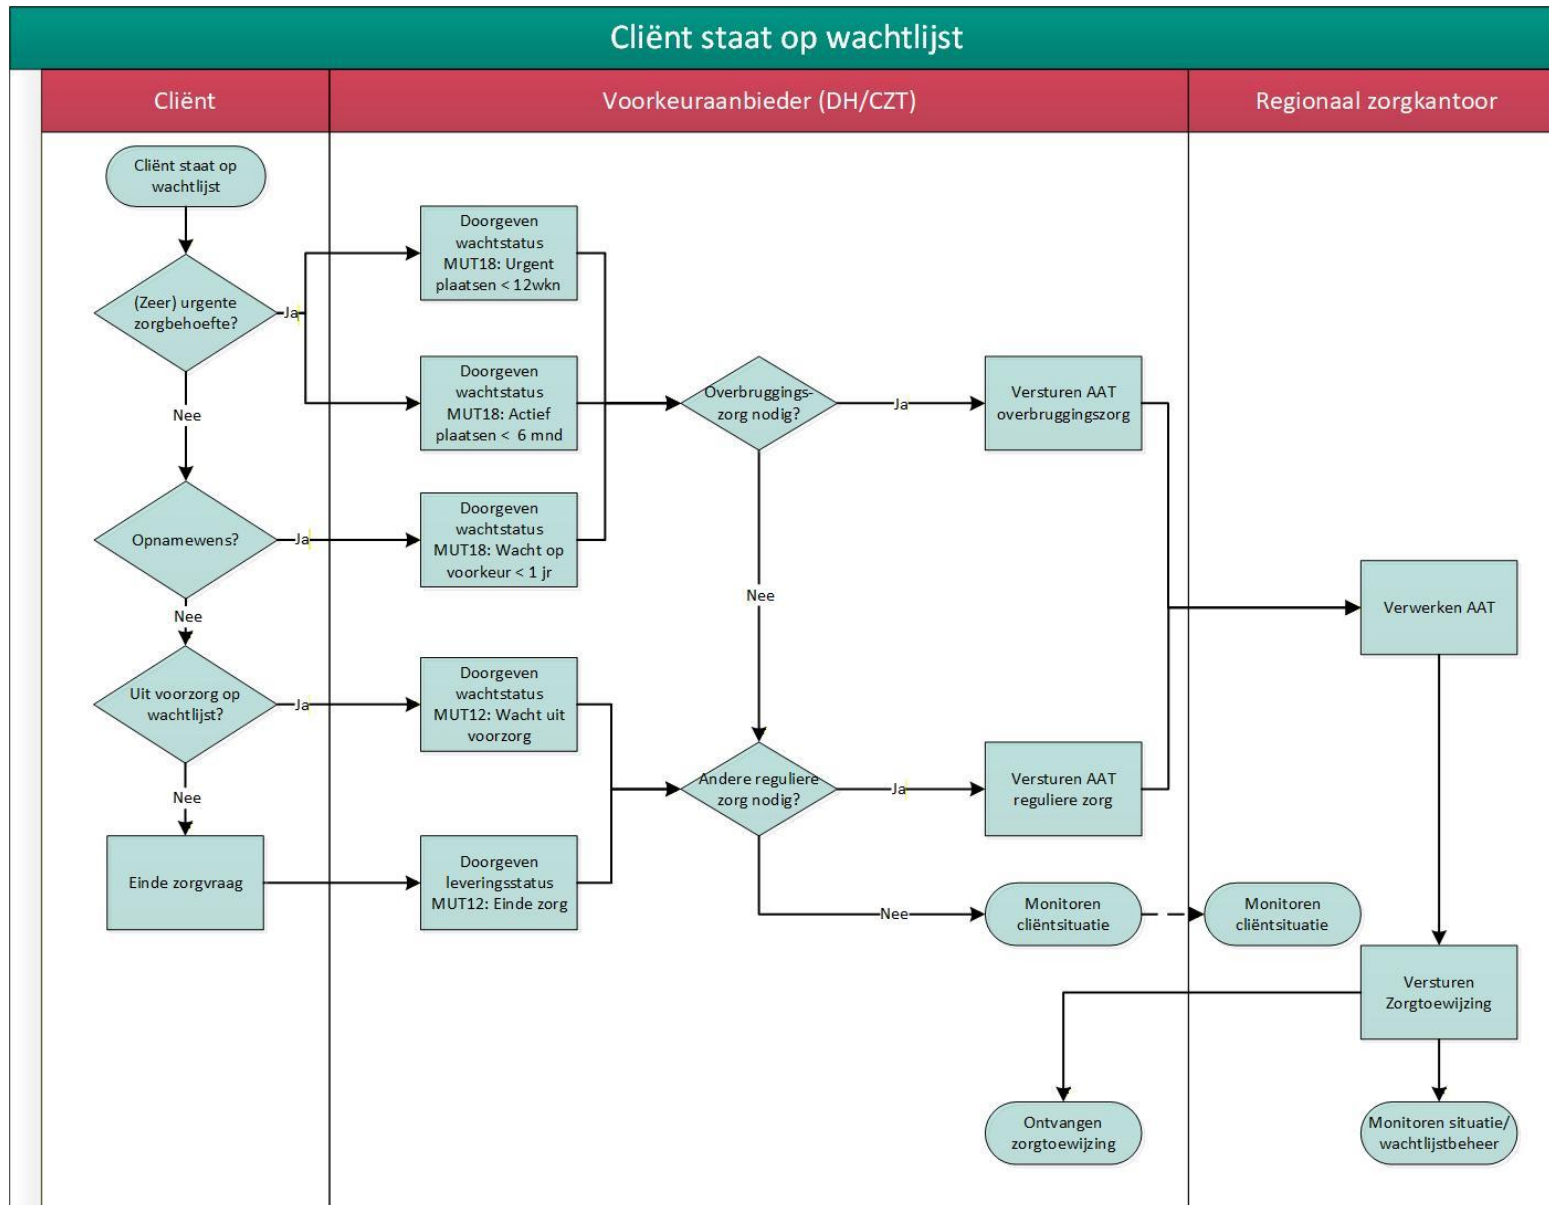 Cliënt staat op wachtlijst
Cliënt
Voorkeuraanbieder (DH/CZT)
Regionaal zorgkantoor
Cliënt staat op
wachtlijst
(Zeer) urgente
zorgbehoefte?
Ja
Nee
Opnamewens?
Ja
Nee
Uit voorzorg op
wachtlijst?
Ja
Nee
Einde zorgvraag
Doorgeven
wachtstatus
MUT18: Urgent
plaatsen < 12wkn
Doorgeven
wachtstatus
MUT18: Actief
plaatsen < 6 mnd
Doorgeven
wachtstatus
MUT18: Wacht op
voorkeur < 1 jr
Doorgeven
wachtstatus
MUT12: Wacht uit
voorzorg
Doorgeven
leveringsstatus
MUT12: Einde zorg
Overbruggings-
zorg nodig?
Ja
Nee
Andere reguliere
zorg nodig?
Ja
Nee
Versturen AAT
overbruggingszorg
Versturen AAT
reguliere zorg
Monitoren
cliëntsituatie
Monitoren
cliëntsituatie
Verwerken AAT
Versturen
Zorgtoewijzing
Ontvangen
zorgtoewijzing
Monitoren situatie/
wachtlijstbeheer